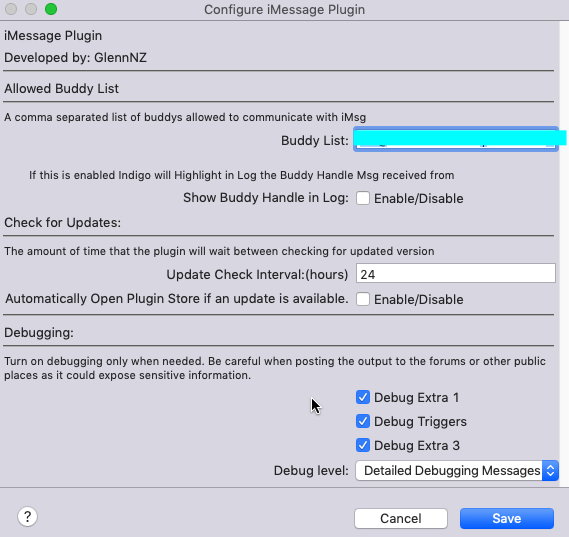 Configure iMessage Plugin
iMessage Plugin
Developed by: GlennNZ
Allowed Buddy List
A comma separated list of buddys allowed to communicate with iMsg
Buddy List:
If this is enabled Indigo will Highlight in Log the Buddy Handle Msg received from
Show Buddy Handle in Log: Enable/Disable
Check for Updates:
The amount of time that the plugin will wait between checking for updated version
Update Check Interval:(hours) 24
Automatically Open Plugin Store if an update is available. Enable/Disable
Debugging:
Turn on debugging only when needed. Be careful when posting the output to the forums or other public
places as it could expose sensitive information.
Debug Extra 1
Debug Triggers
Debug Extra 3
Debug level: Detailed Debugging Messages
? Cancel Save